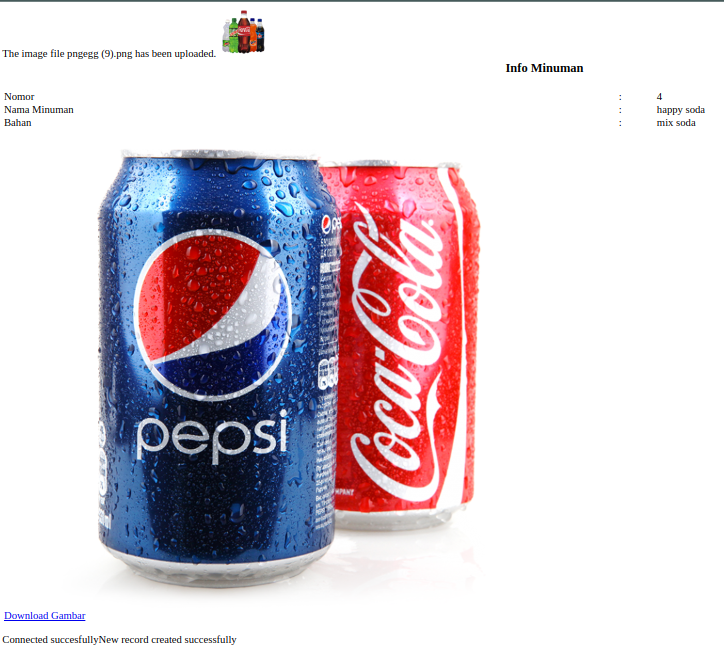 The image file pngegg (9).png has been uploaded.
Info Minuman
Nomor : 4
Nama Minuman : happy soda
Bahan : mix soda
pepsi
Coca-Cola
Download Gambar
Connected succesfullyNew record created successfully